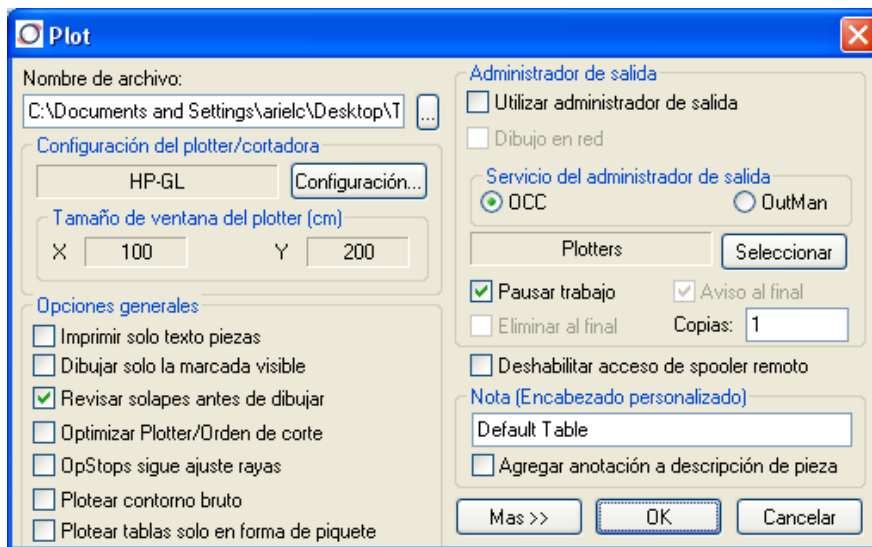 Plot
Nombre de archivo:
C:\Documents and Settings\arielc\Desktop\T
...
Configuración del plotter/cortadora
HP-GL
Configuración...
Tamaño de ventana del plotter (cm)
X 100 Y 200
Opciones generales
Imprimir solo texto piezas
Dibujar solo la marcada visible
Revisar solapes antes de dibujar
Optimizar Plotter/Orden de corte
OpStops sigue ajuste rayas
Plotear contorno bruto
Plotear tablas solo en forma de piquete
Administrador de salida
Utilizar administrador de salida
Dibujo en red
Servicio del administrador de salida
OCC OutMan
Plotters Seleccionar
Pausar trabajo Aviso al final
Eliminar al final Copias: 1
Deshabilitar acceso de spooler remoto
Nota (Encabezado personalizado)
Default Table
Agregar anotación a descripción de pieza
Mas >> OK Cancelar